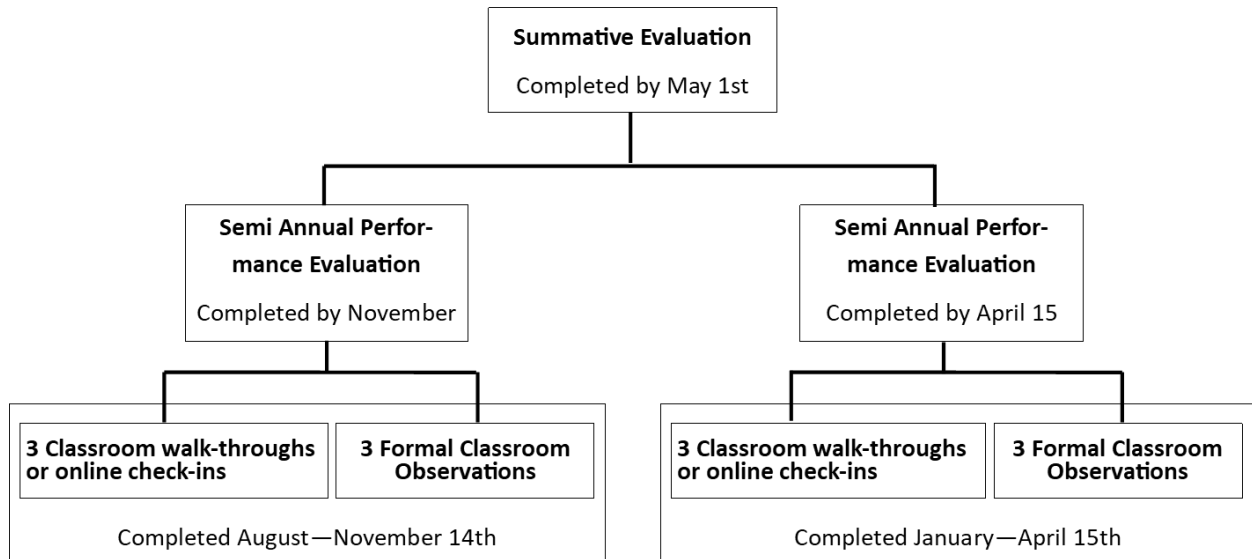 Summative Evaluation
Completed by May 1st
Semi Annual Perfor-
mance Evaluation
Completed by November
Semi Annual Perfor-
mance Evaluation
Completed by April 15
3 Classroom walk-throughs
or online check-ins
3 Formal Classroom
Observations
Completed August—November 14th
3 Classroom walk-throughs
or online check-ins
3 Formal Classroom
Observations
Completed January—April 15th